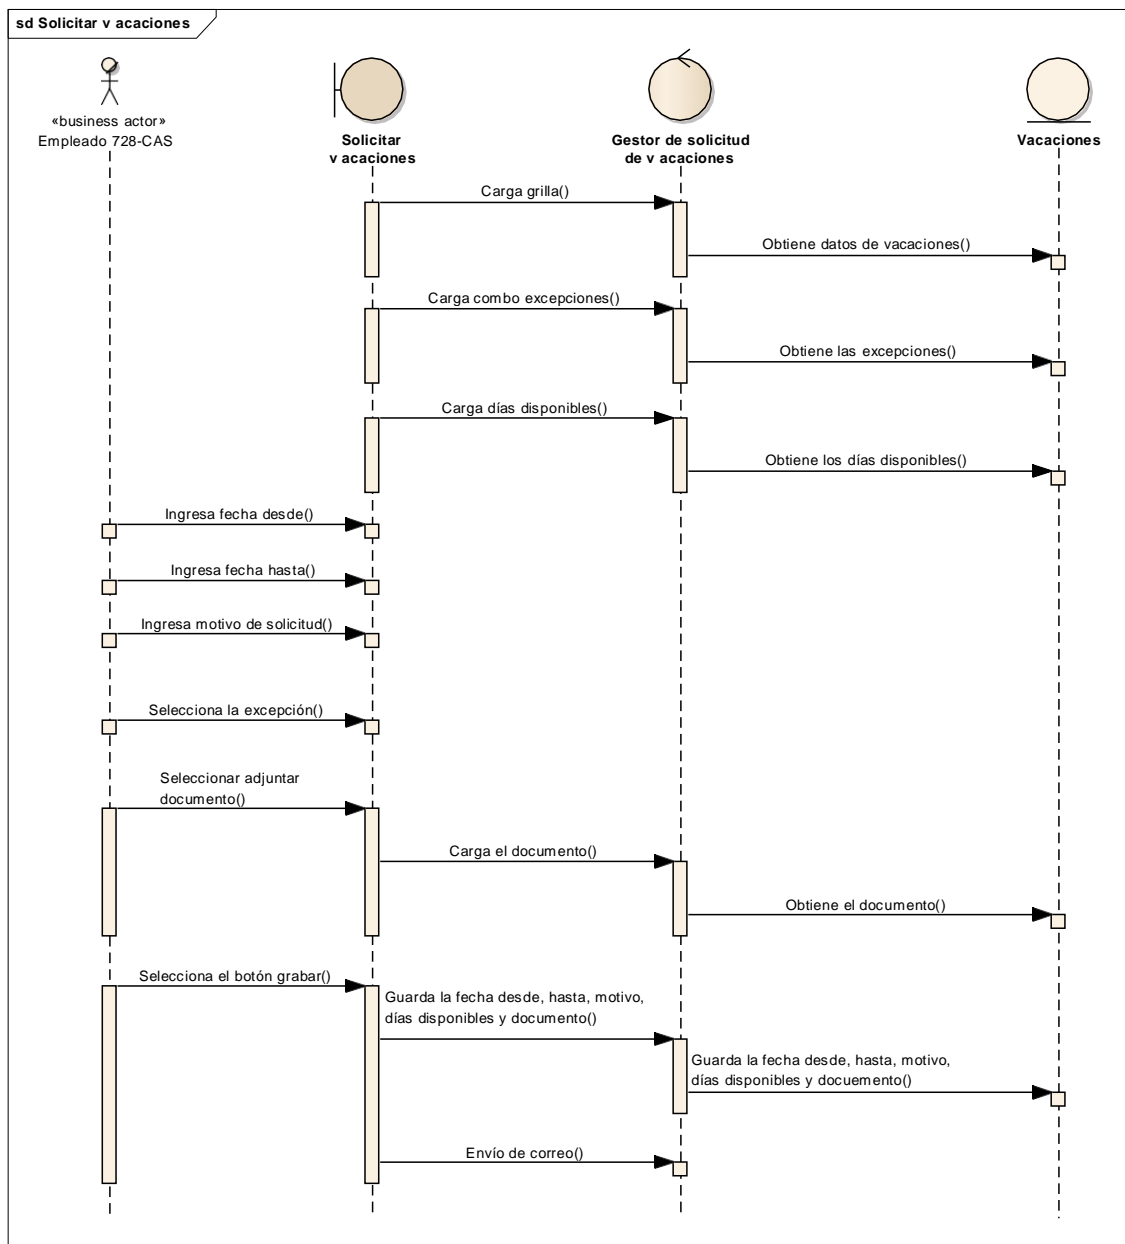 sd Solicitar v acaciones
«business actor»
Empleado 728-CAS
Solicitar
v acaciones
Gestor de solicitud
de v acaciones
Vacaciones
Carga grilla()
Obtiene datos de vacaciones()
Carga combo excepciones()
Obtiene las excepciones()
Carga días disponibles()
Obtiene los días disponibles()
Ingresa fecha desde()
Ingresa fecha hasta()
Ingresa motivo de solicitud()
Selecciona la excepción()
Seleccionar adjuntar
documento()
Carga el documento()
Obtiene el documento()
Selecciona el botón grabar()
Guarda la fecha desde, hasta, motivo,
días disponibles y documento()
Guarda la fecha desde, hasta, motivo,
días disponibles y docuemento()
Envío de correo()